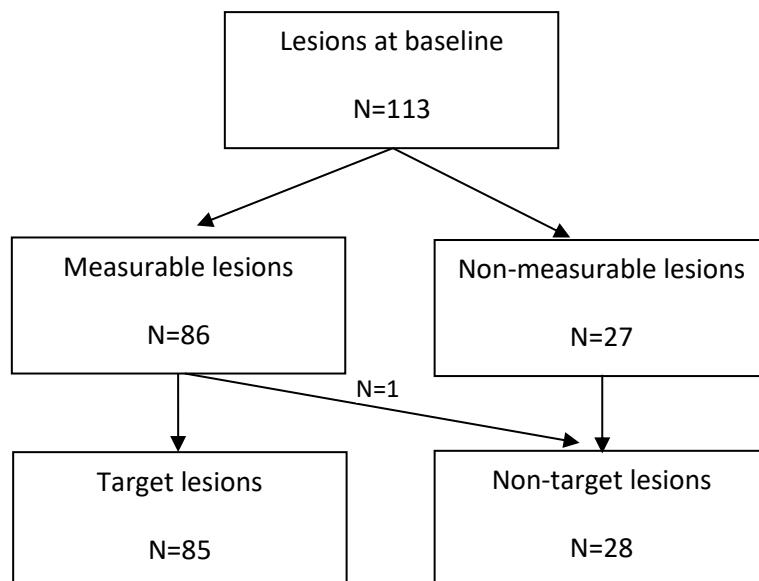 Lesions at baseline
N=113
Measurable lesions
N=86
Non-measurable lesions
N=27
N=1
Target lesions
N=85
Non-target lesions
N=28